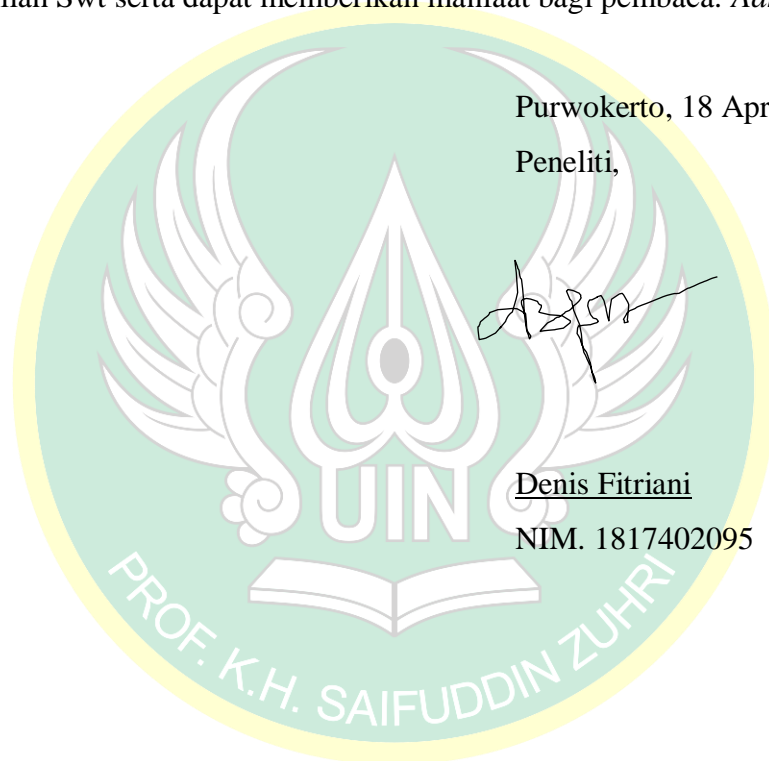 Swt serta dapat memberikan manfaat bagi pembaca.
Purwokerto, 18 Apr
Peneliti,
Denis Fitriani
NIM. 1817402095
UIN
PROF. K.H. SAIFUDDIN ZUHRI